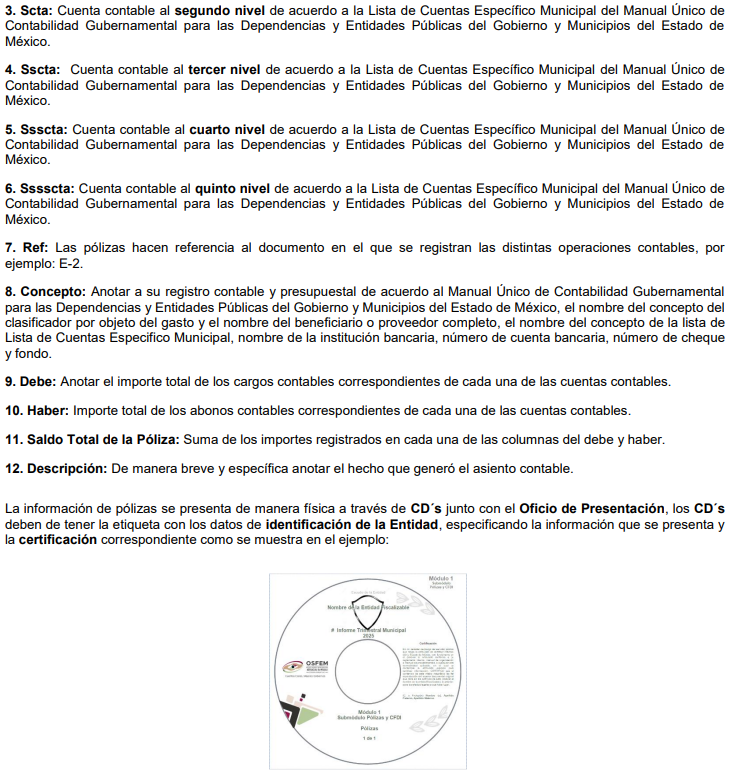 3. Scta: Cuenta contable al segundo nivel de acuerdo a la Lista de Cuentas Específico Municipal del Manual Único de
Contabilidad Gubernamental para las Dependencias y Entidades Públicas del Gobierno y Municipios del Estado de
México.
4. Sscta: Cuenta contable al tercer nivel de acuerdo a la Lista de Cuentas Específico Municipal del Manual Único de
Contabilidad Gubernamental para las Dependencias y Entidades Públicas del Gobierno y Municipios del Estado de
México.
5. Ssscta: Cuenta contable al cuarto nivel de acuerdo a la Lista de Cuentas Específico Municipal del Manual Único de
Contabilidad Gubernamental para las Dependencias y Entidades Públicas del Gobierno y Municipios del Estado de
México.
6. Sssscta: Cuenta contable al quinto nivel de acuerdo a la Lista de Cuentas Específico Municipal del Manual Único de
Contabilidad Gubernamental para las Dependencias y Entidades Públicas del Gobierno y Municipios del Estado de
México.
7. Ref: Las pólizas hacen referencia al documento en el que se registran las distintas operaciones contables, por
ejemplo: E-2.
8. Concepto: Anotar a su registro contable y presupuestal de acuerdo al Manual Único de Contabilidad Gubernamental
para las Dependencias y Entidades Públicas del Gobierno y Municipios del Estado de México, el nombre del concepto del
clasificador por objeto del gasto y el nombre del beneficiario o proveedor completo, el nombre del concepto de la lista de
Lista de Cuentas Especifico Municipal, nombre de la institución bancaria, número de cuenta bancaria, número de cheque
y fondo.
9. Debe: Anotar el importe total de los cargos contables correspondientes de cada una de las cuentas contables.
10. Haber: Importe total de los abonos contables correspondientes de cada una de las cuentas contables.
11. Saldo Total de la Póliza: Suma de los importes registrados en cada una de las columnas del debe y haber.
12. Descripción: De manera breve y específica anotar el hecho que generó el asiento contable.
La información de pólizas se presenta de manera física a través de CD´s junto con el Oficio de Presentación, los CD´s
deben de tener la etiqueta con los datos de identificación de la Entidad, especificando la información que se presenta y
la certificación correspondiente como se muestra en el ejemplo:
Módulo 1
Submódulo
Pólizas y CFDI
Nombre de la Entidad Fiscalizable
# Informe Trimestral Municipal
2025
Certificación
OSFEM
Módulo 1
Submódulo Pólizas y CFDI
Pólizas
1 de 1